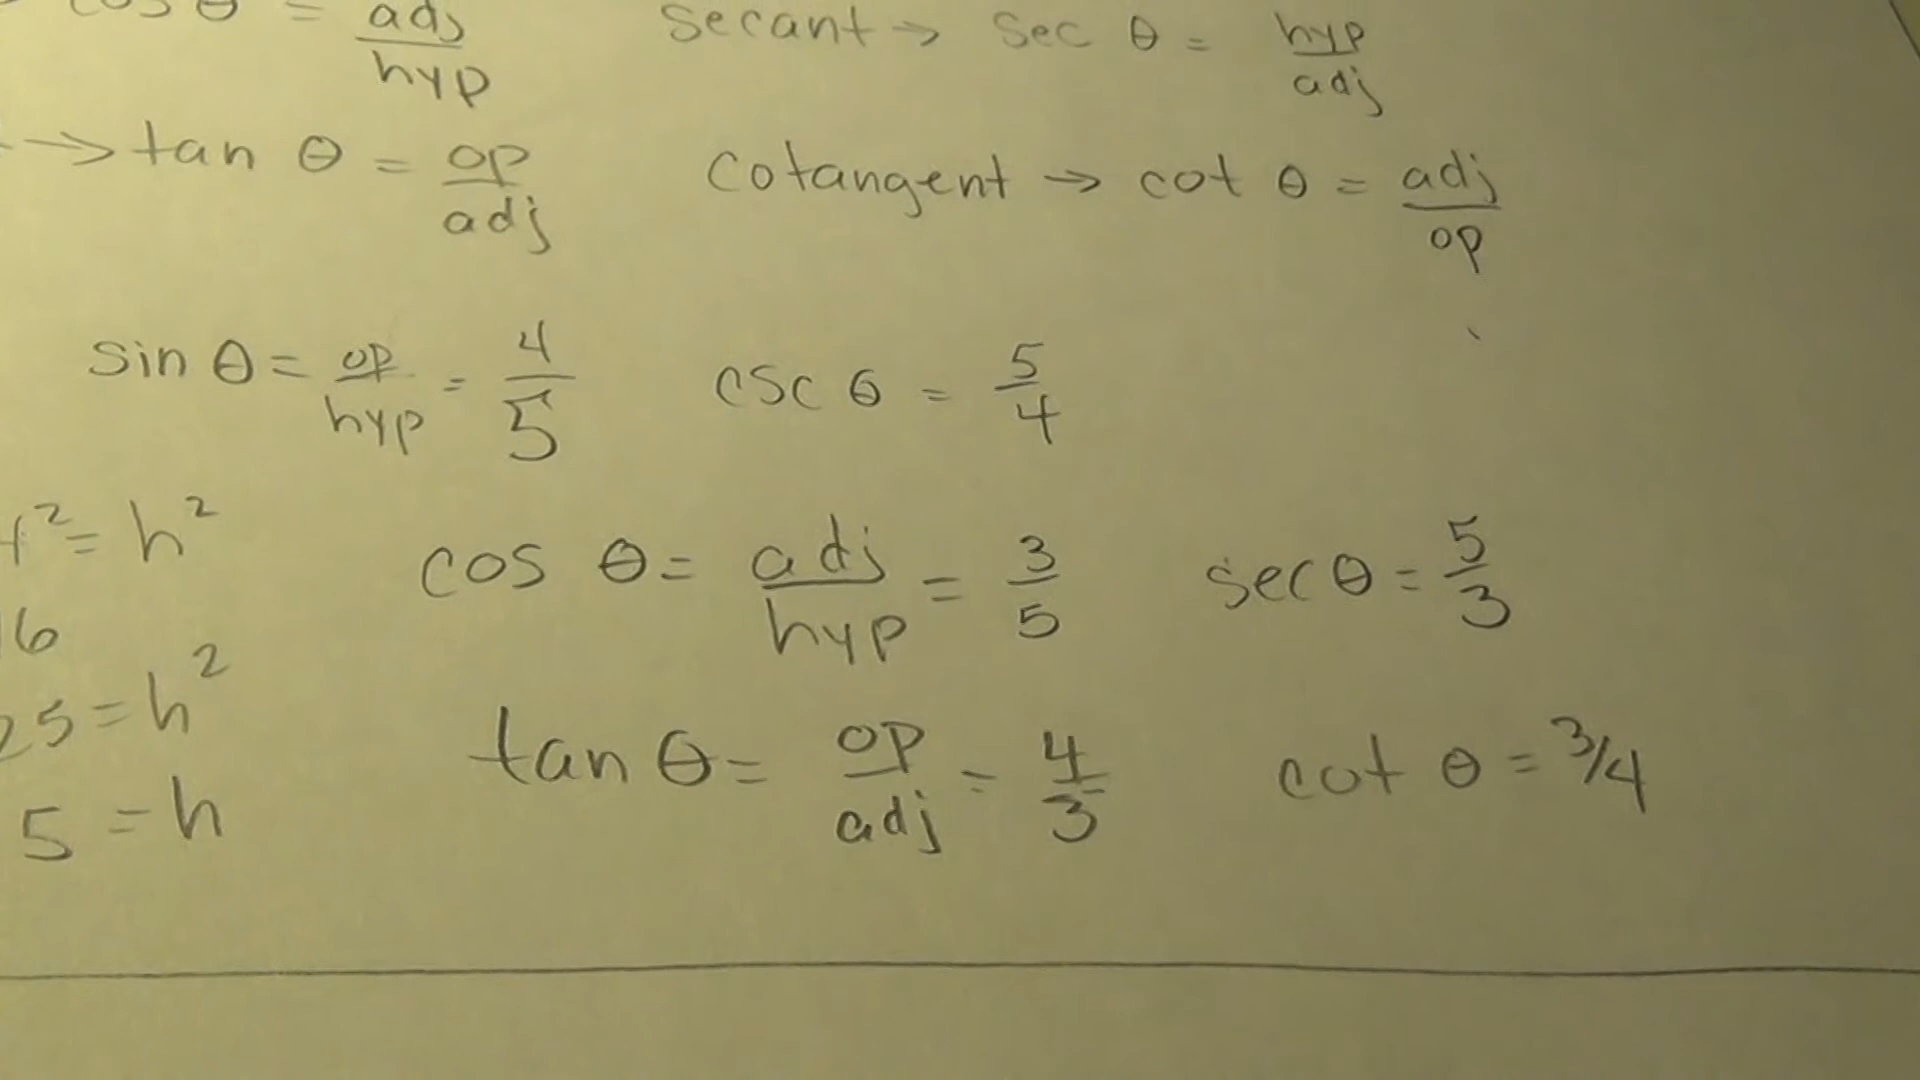 cos θ = adj/hyp secant → sec θ = hyp/adj
→ tan θ = op/adj cotangent → cot θ = adj/op
sin θ = op/hyp = 4/5 csc θ = 5/4
² = h²
cos θ = adj/hyp = 3/5 sec θ = 5/3
16
25 = h²
tan θ = op/adj = 4/3 cot θ = 3/4
5 = h